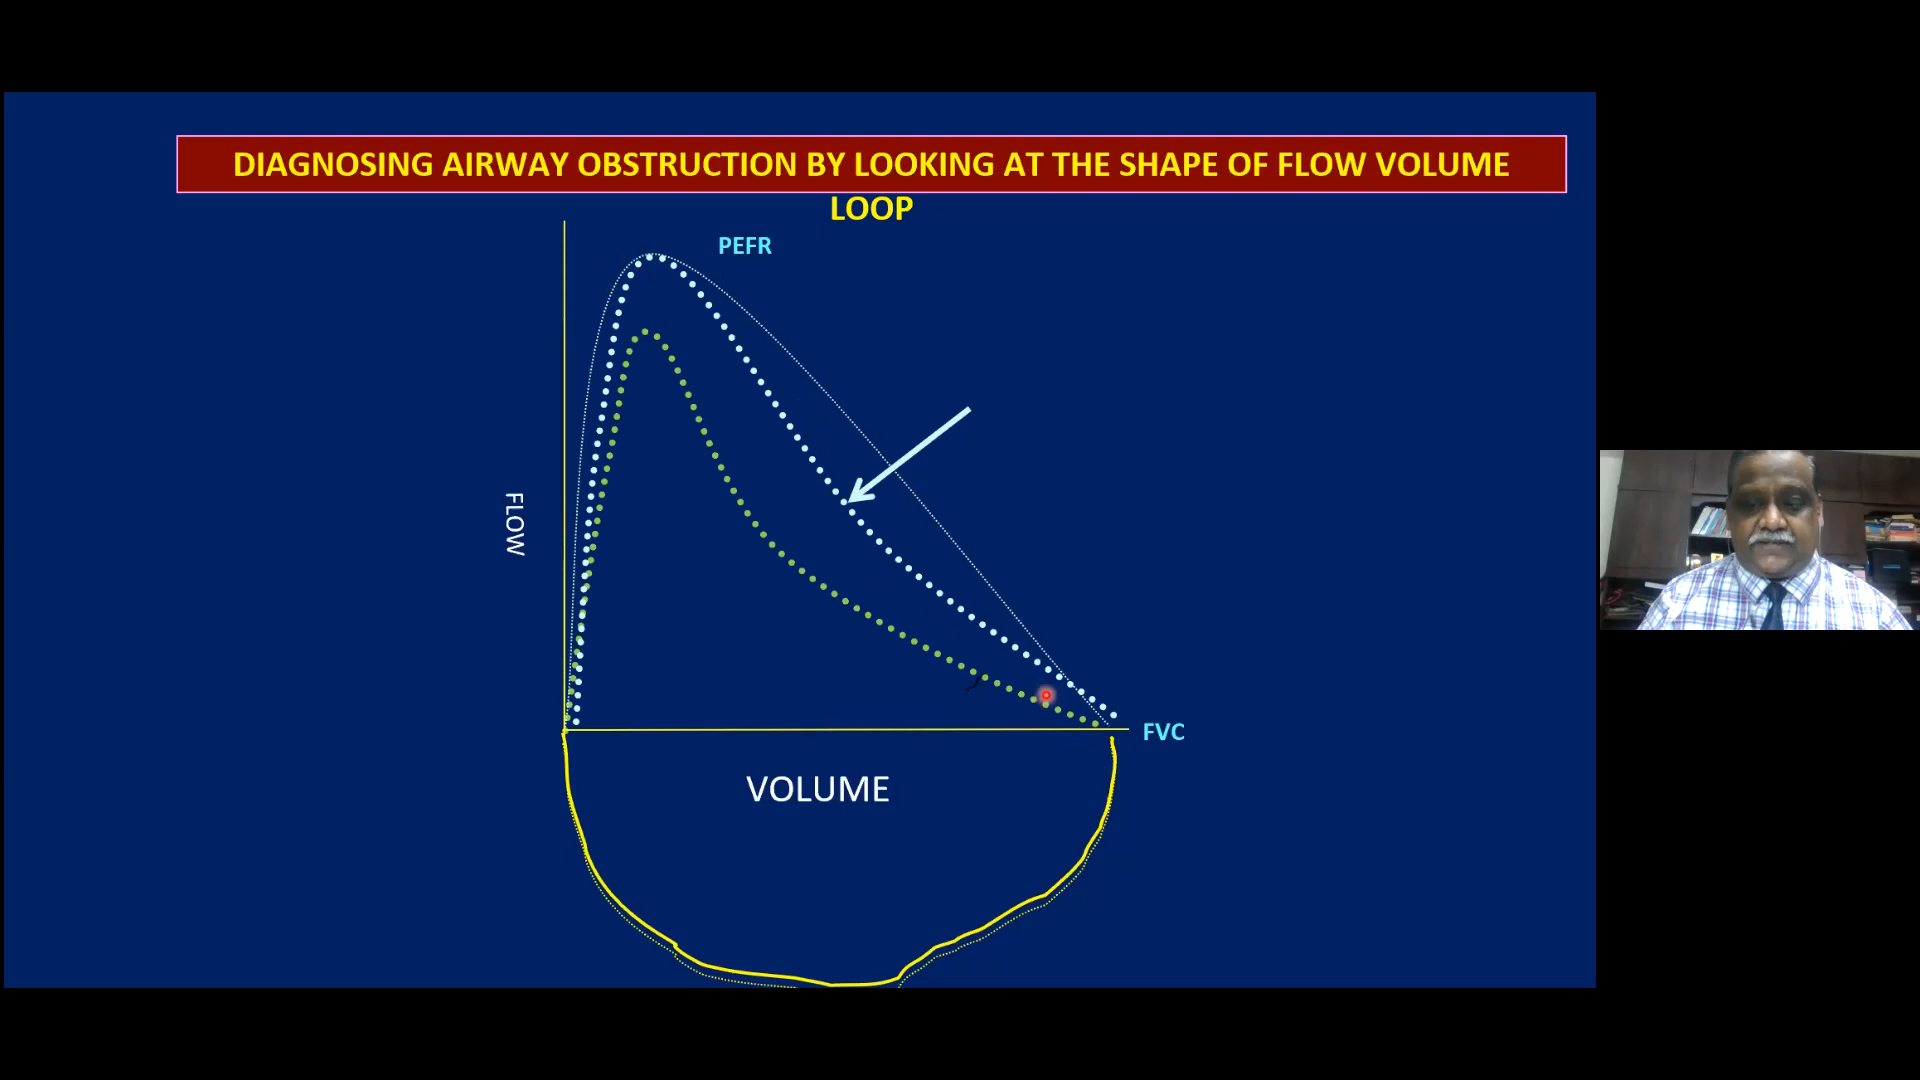 DIAGNOSING AIRWAY OBSTRUCTION BY LOOKING AT THE SHAPE OF FLOW VOLUME
LOOP
PEFR
FLOW
FVC
VOLUME